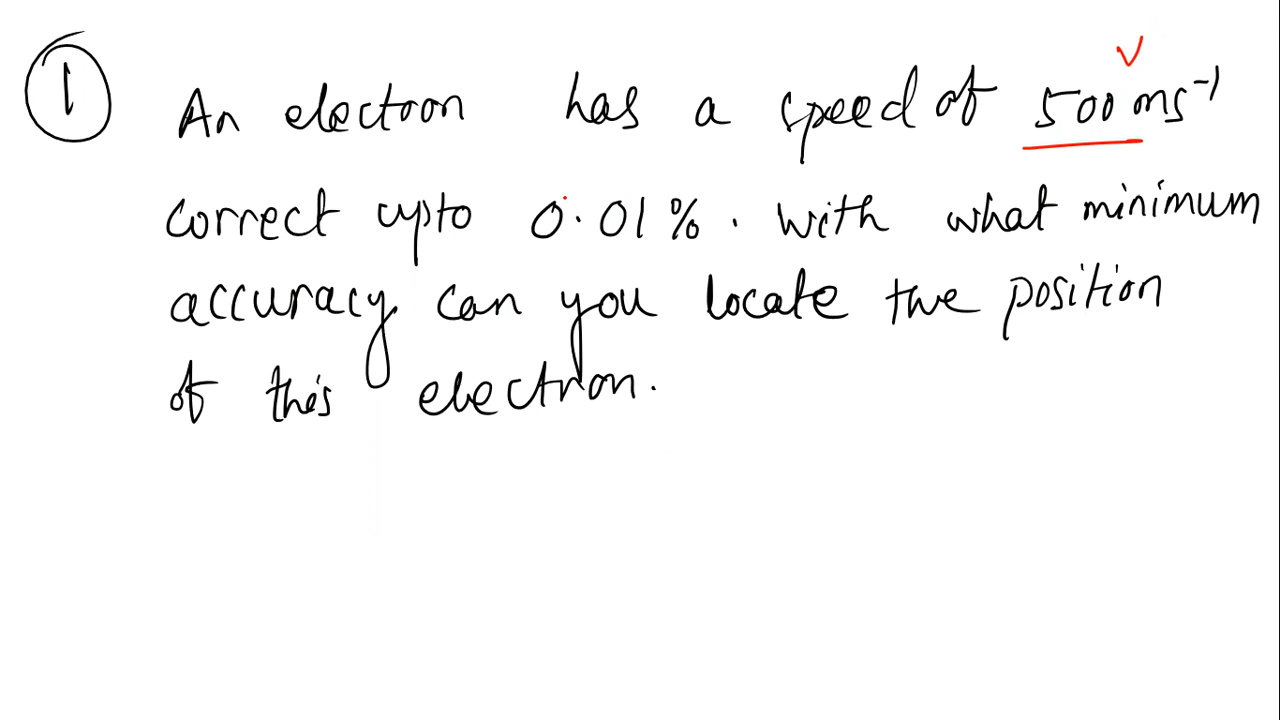 ① An electron has a speed of 500 ms⁻¹
correct upto 0.01%. with what minimum
accuracy can you locate the position
of this electron.